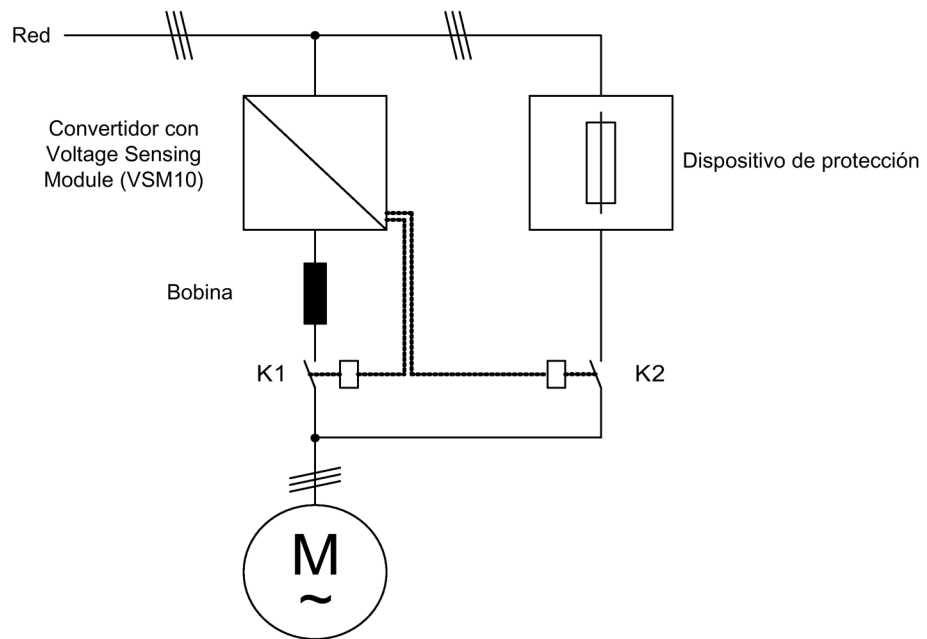 Red
Convertidor con
Voltage Sensing
Module (VSM10)
Dispositivo de protección
Bobina
K1
K2
M
~